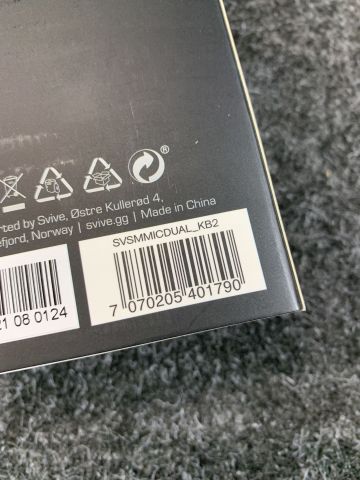 ®
rted by Svive, Østre Kullerød 4,
efjord, Norway | svive.gg | Made in China
SVSMMICDUAL_KB2
21 08 0124
7 070205 401790